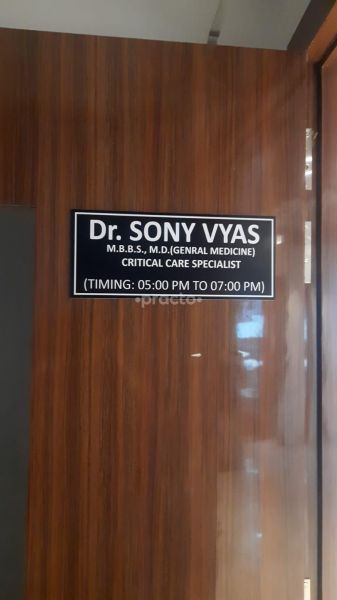 Dr. SONY VYAS
M.B.B.S., M.D.(GENRAL MEDICINE)
CRITICAL CARE SPECIALIST
(TIMING: 05:00 PM TO 07:00 PM)
•practo•